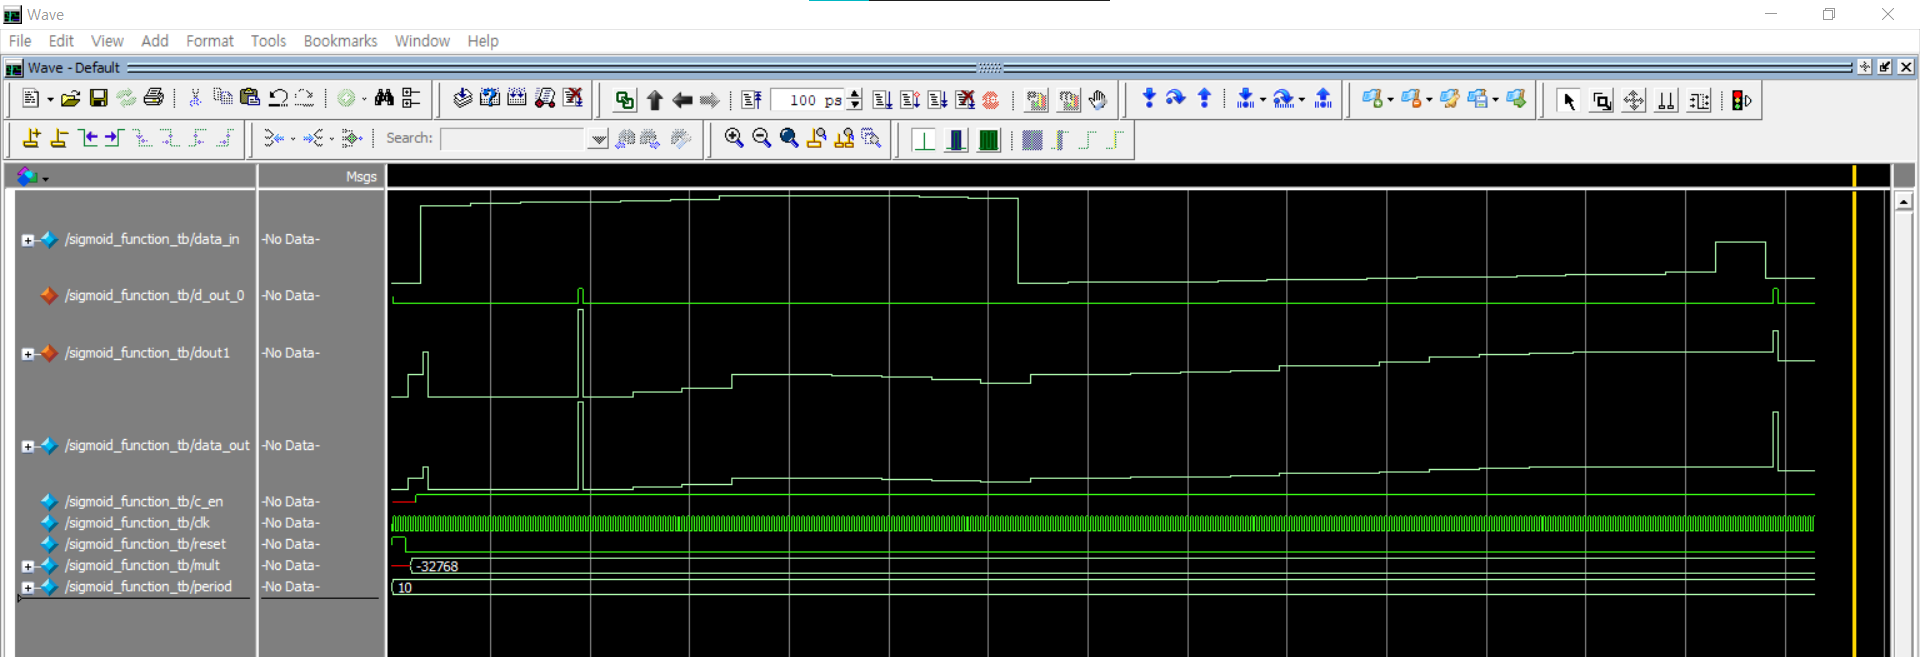 Wave
File Edit View Add Format Tools Bookmarks Window Help
Wave - Default
100 ps
Search:
Msgs
/sigmoid_function_tb/data_in -No Data-
/sigmoid_function_tb/d_out_0 -No Data-
/sigmoid_function_tb/dout1 -No Data-
/sigmoid_function_tb/data_out -No Data-
/sigmoid_function_tb/c_en -No Data-
/sigmoid_function_tb/clk -No Data-
/sigmoid_function_tb/reset -No Data-
/sigmoid_function_tb/mult -No Data- -32768
/sigmoid_function_tb/period -No Data- 10